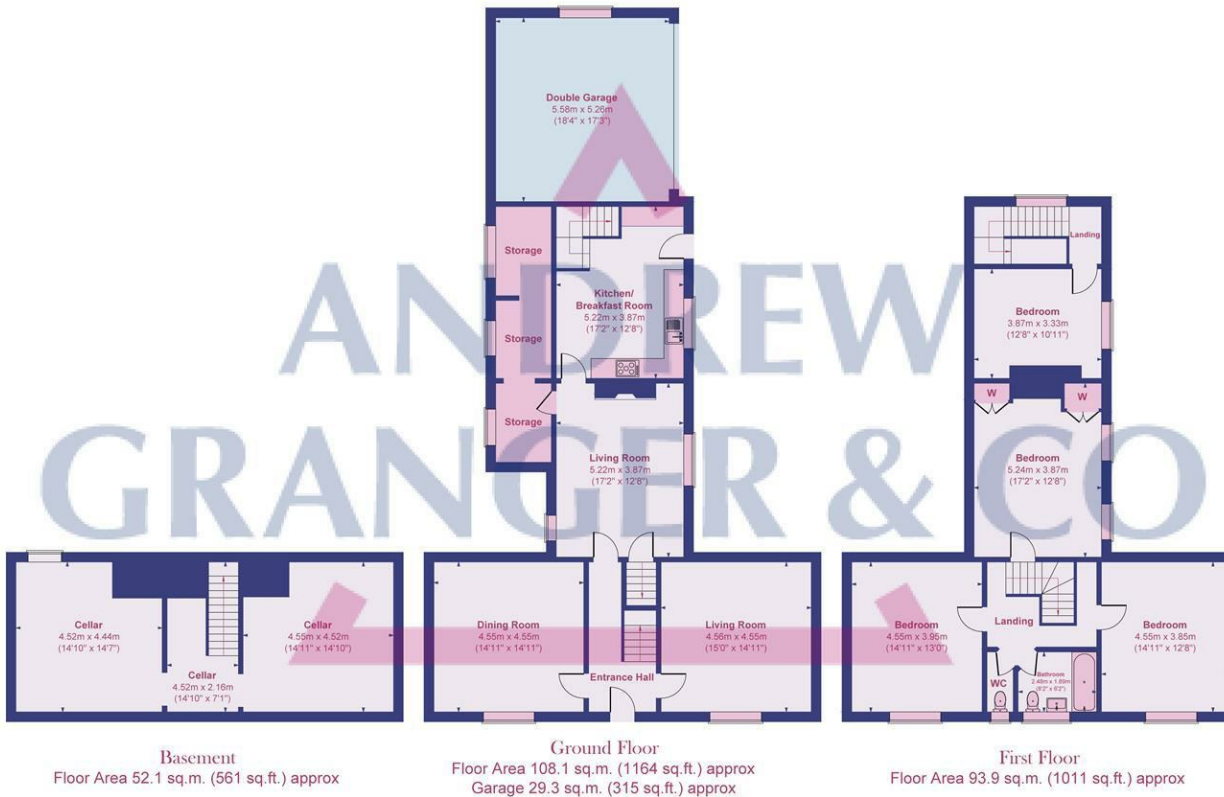 Double Garage
5.58m x 5.26m
(18'4" x 17'3")
Storage
Storage
Storage
Kitchen/
Breakfast Room
5.22m x 3.87m
(17'2" x 12'8")
Living Room
5.22m x 3.87m
(17'2" x 12'8")
Landing
Bedroom
3.87m x 3.33m
(12'8" x 10'11")
W
W
Bedroom
5.24m x 3.87m
(17'2" x 12'8")
ANDREW
GRANGER & CO
Cellar
4.52m x 4.44m
(14'10" x 14'7")
Cellar
4.55m x 4.52m
(14'11" x 14'10")
Cellar
4.52m x 2.16m
(14'10" x 7'1")
Dining Room
4.55m x 4.55m
(14'11" x 14'11")
Living Room
4.56m x 4.55m
(15'0" x 14'11")
Entrance Hall
Bedroom
4.55m x 3.95m
(14'11" x 13'0")
Landing
Bedroom
4.55m x 3.85m
(14'11" x 12'8")
WC
Bathroom
Basement
Floor Area 52.1 sq.m. (561 sq.ft.) approx
Ground Floor
Floor Area 108.1 sq.m. (1164 sq.ft.) approx
Garage 29.3 sq.m. (315 sq.ft.) approx
First Floor
Floor Area 93.9 sq.m. (1011 sq.ft.) approx